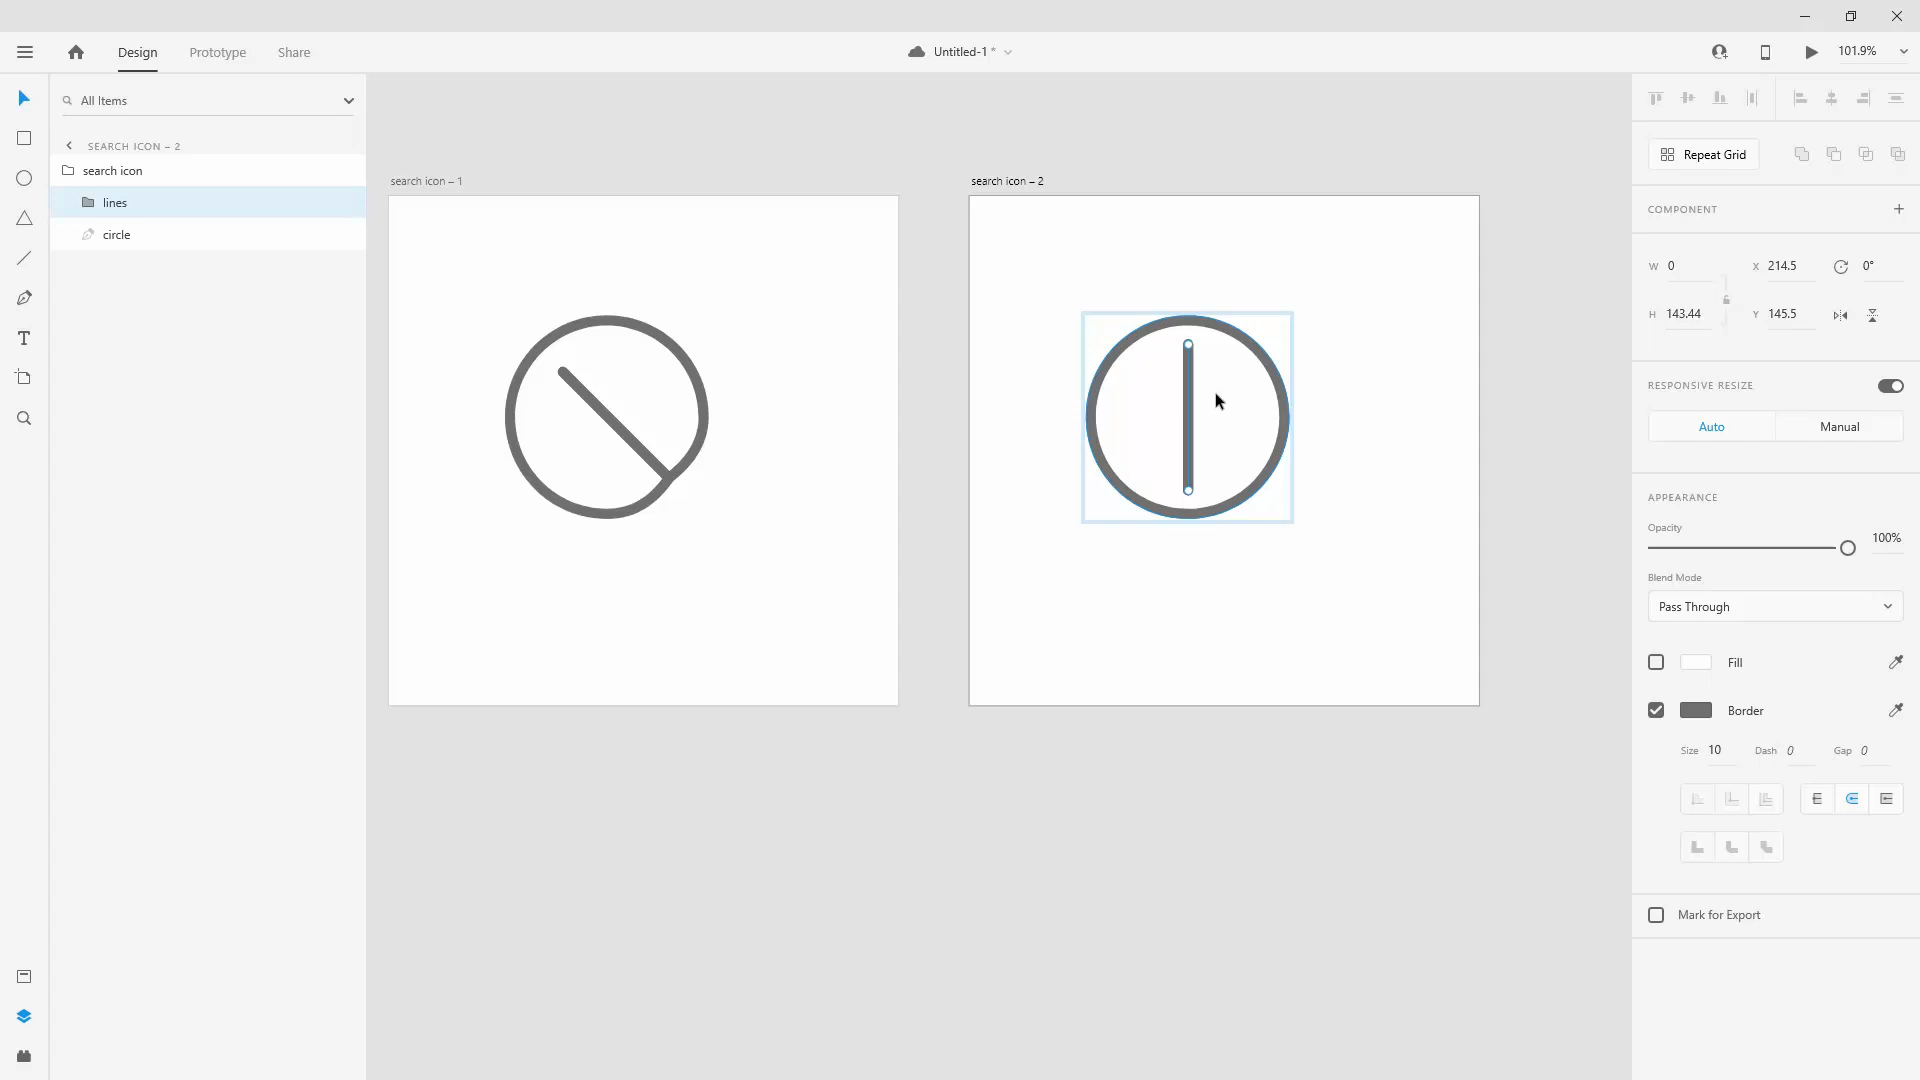 Design
Prototype
Share
Untitled-1 *
101.9%
All Items
SEARCH ICON – 2
search icon
lines
circle
search icon – 1
search icon – 2
Repeat Grid
COMPONENT
W 0
X 214.5
0°
H 143.44
Y 145.5
RESPONSIVE RESIZE
Auto
Manual
APPEARANCE
Opacity
100%
Blend Mode
Pass Through
Fill
Border
Size 10
Dash 0
Gap 0
Mark for Export